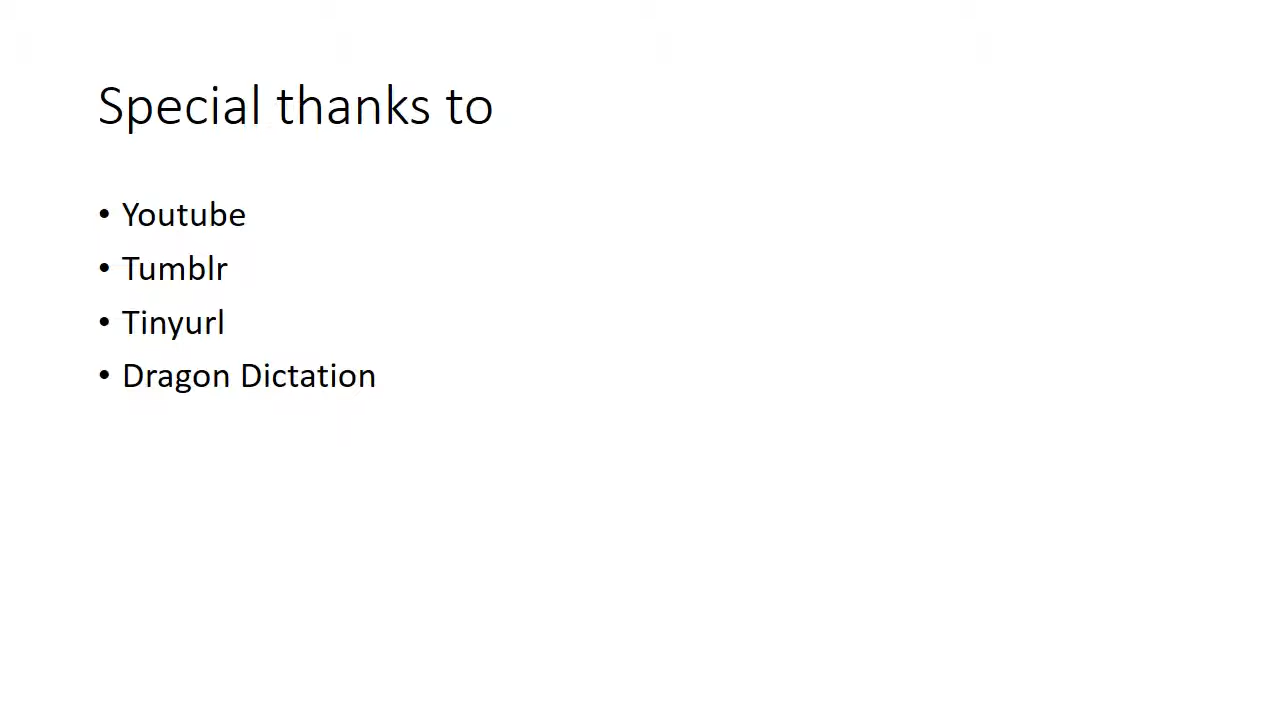 Special thanks to
• Youtube
• Tumblr
• Tinyurl
• Dragon Dictation